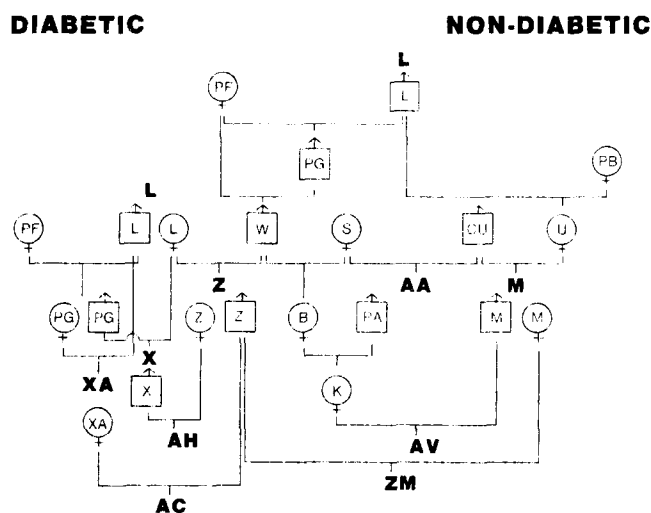 DIABETIC NON-DIABETIC
L
PF L
PG
PB
L
PF L L W S CU U
Z AA M
PG PG Z Z B PA M M
X
XA X K
XA AH AV
ZM
AC